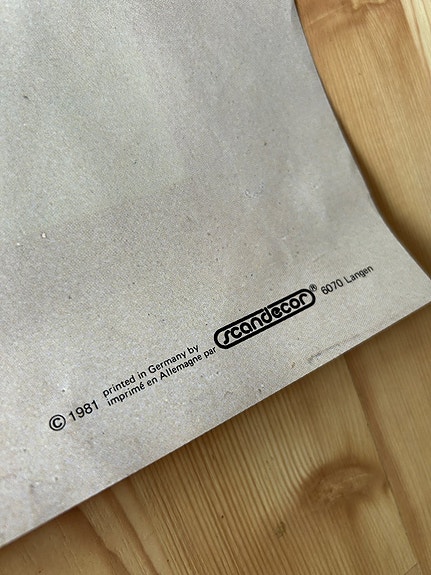 © 1981 printed in Germany by
imprimé en Allemagne par
scandecor® 6070 Langen